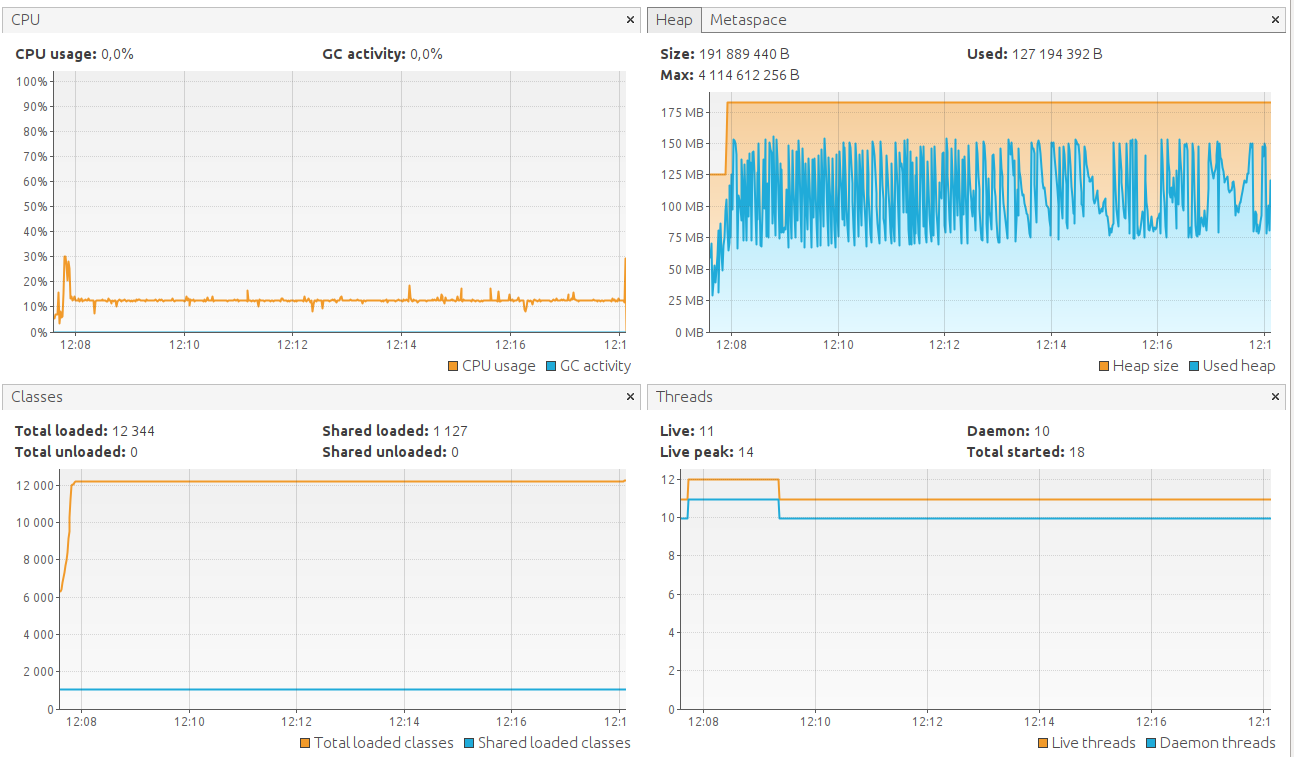 CPU ×
CPU usage: 0,0% GC activity: 0,0%
100%
90%
80%
70%
60%
50%
40%
30%
20%
10%
0%
12:08 12:10 12:12 12:14 12:16 12:1
CPU usage GC activity
Heap Metaspace ×
Size: 191 889 440 B Used: 127 194 392 B
Max: 4 114 612 256 B
175 MB
150 MB
125 MB
100 MB
75 MB
50 MB
25 MB
0 MB
12:08 12:10 12:12 12:14 12:16 12:1
Heap size Used heap
Classes ×
Total loaded: 12 344 Shared loaded: 1 127
Total unloaded: 0 Shared unloaded: 0
12 000
10 000
8 000
6 000
4 000
2 000
0
12:08 12:10 12:12 12:14 12:16 12:1
Total loaded classes Shared loaded classes
Threads ×
Live: 11 Daemon: 10
Live peak: 14 Total started: 18
12
10
8
6
4
2
0
12:08 12:10 12:12 12:14 12:16 12:1
Live threads Daemon threads